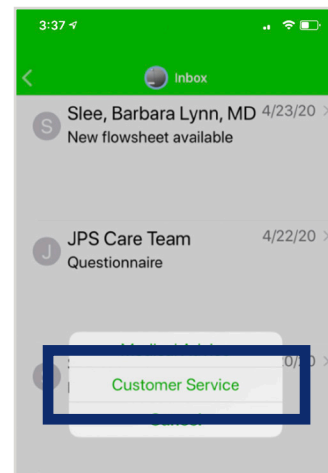 3:37
Inbox
S
Slee, Barbara Lynn, MD 4/23/20
New flowsheet available
J
JPS Care Team 4/22/20
Questionnaire
Customer Service
Cancel